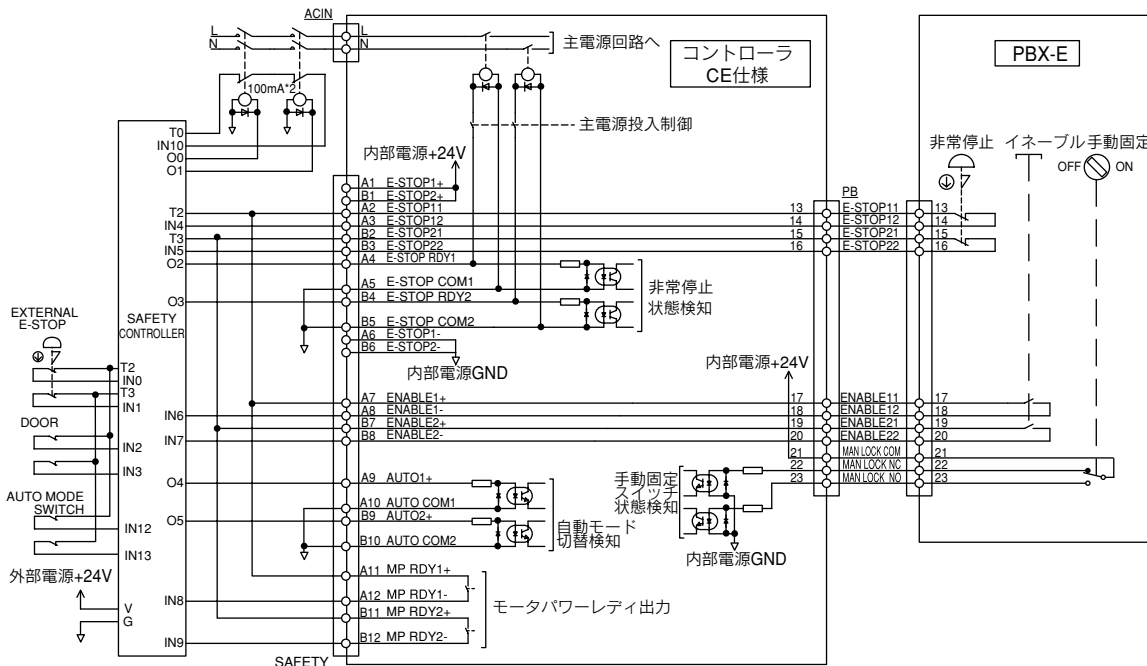 ACIN
L
N
L
N
主電源回路へ
コントローラ
CE仕様
PBX-E
100mA*2
主電源投入制御
内部電源+24V
非常停止 イネーブル 手動固定
OFF ON
T0
IN10
O0
O1
T2
IN4
T3
IN5
O2
O3
SAFETY
CONTROLLER
EXTERNAL
E-STOP
T2
IN0
T3
IN1
DOOR
IN2
IN3
AUTO MODE
SWITCH
IN12
IN13
外部電源+24V
V
G
IN6
IN7
O4
O5
IN8
IN9
A1 E-STOP1+
B1 E-STOP2+
A2 E-STOP11
A3 E-STOP12
B2 E-STOP21
B3 E-STOP22
A4 E-STOP RDY1
A5 E-STOP COM1
B4 E-STOP RDY2
B5 E-STOP COM2
A6 E-STOP1-
B6 E-STOP2-
内部電源GND
非常停止
状態検知
A7 ENABLE1+
A8 ENABLE1-
B7 ENABLE2+
B8 ENABLE2-
A9 AUTO1+
A10 AUTO COM1
B9 AUTO2+
B10 AUTO COM2
自動モード
切替検知
A11 MP RDY1+
A12 MP RDY1-
B11 MP RDY2+
B12 MP RDY2-
モータパワーレディ出力
SAFETY
PB
13 E-STOP11 13
14 E-STOP12 14
15 E-STOP21 15
16 E-STOP22 16
内部電源+24V
17 ENABLE11 17
18 ENABLE12 18
19 ENABLE21 19
20 ENABLE22 20
21 MAN LOCK COM 21
22 MAN LOCK NC 22
23 MAN LOCK NO 23
手動固定
スイッチ
状態検知
内部電源GND